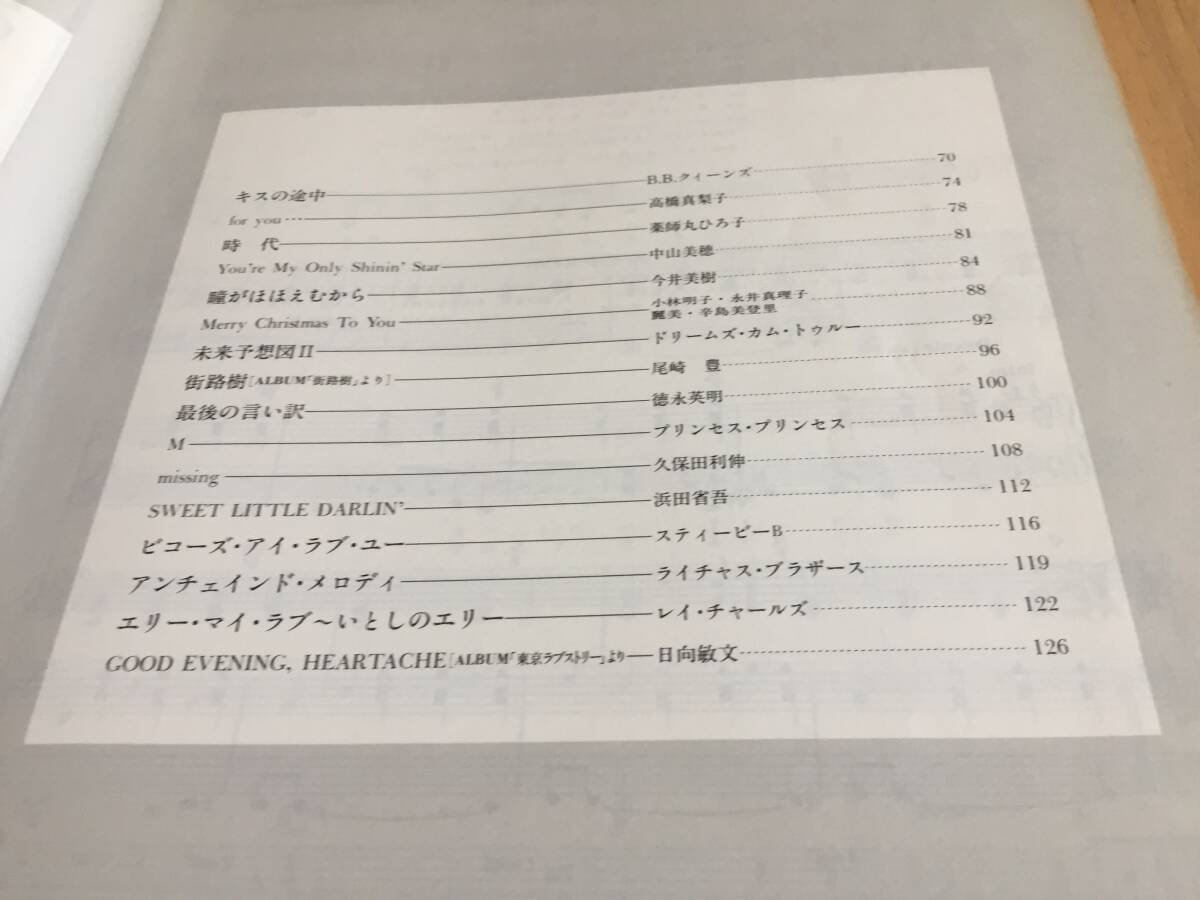 キスの途中 B.B.クィーンズ 70
for you… 高橋真梨子 74
時 代 薬師丸ひろ子 78
You're My Only Shinin' Star 中山美穂 81
瞳がほほえむから 今井美樹 84
Merry Christmas To You 小林明子・永井真理子 88
麗美・辛島美登里
未来予想図II ドリームズ・カム・トゥルー 92
街路樹[ALBUM「街路樹」より] 尾崎 豊 96
最後の言い訳 徳永英明 100
M プリンセス・プリンセス 104
missing 久保田利伸 108
SWEET LITTLE DARLIN' 浜田省吾 112
ビコーズ・アイ・ラブ・ユー スティービーB 116
アンチェインド・メロディ ライチャス・ブラザース 119
エリー・マイ・ラブ〜いとしのエリー レイ・チャールズ 122
GOOD EVENING, HEARTACHE[ALBUM「東京ラブストリー」より 日向敏文 126